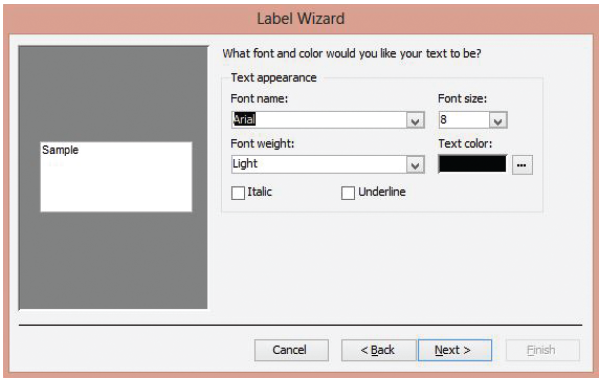 Label Wizard
What font and color would you like your text to be?
Text appearance
Font name:
Font size:
Arial
8
Font weight:
Text color:
Light
...
Italic
Underline
Sample
Cancel
< Back
Next >
Finish